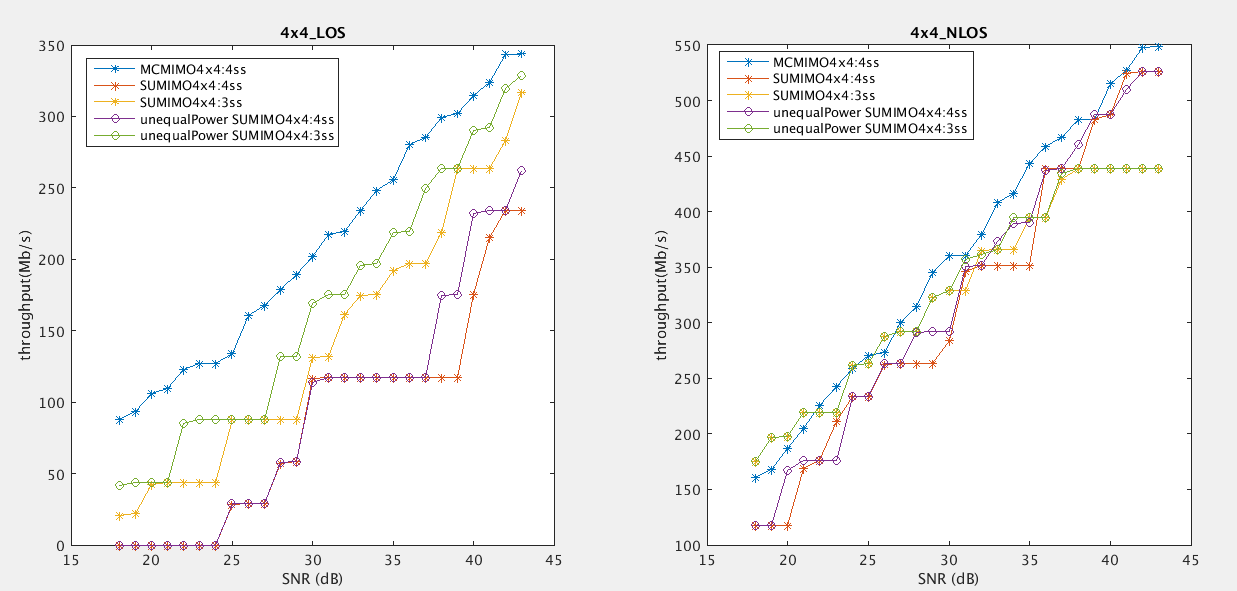 4x4_LOS
MCMIMO4x4:4ss
SUMIMO4x4:4ss
SUMIMO4x4:3ss
unequalPower SUMIMO4x4:4ss
unequalPower SUMIMO4x4:3ss
throughput(Mb/s)
350
300
250
200
150
100
50
0
15 20 25 30 35 40 45
SNR (dB)
4x4_NLOS
MCMIMO4x4:4ss
SUMIMO4x4:4ss
SUMIMO4x4:3ss
unequalPower SUMIMO4x4:4ss
unequalPower SUMIMO4x4:3ss
throughput(Mb/s)
550
500
450
400
350
300
250
200
150
100
15 20 25 30 35 40 45
SNR (dB)